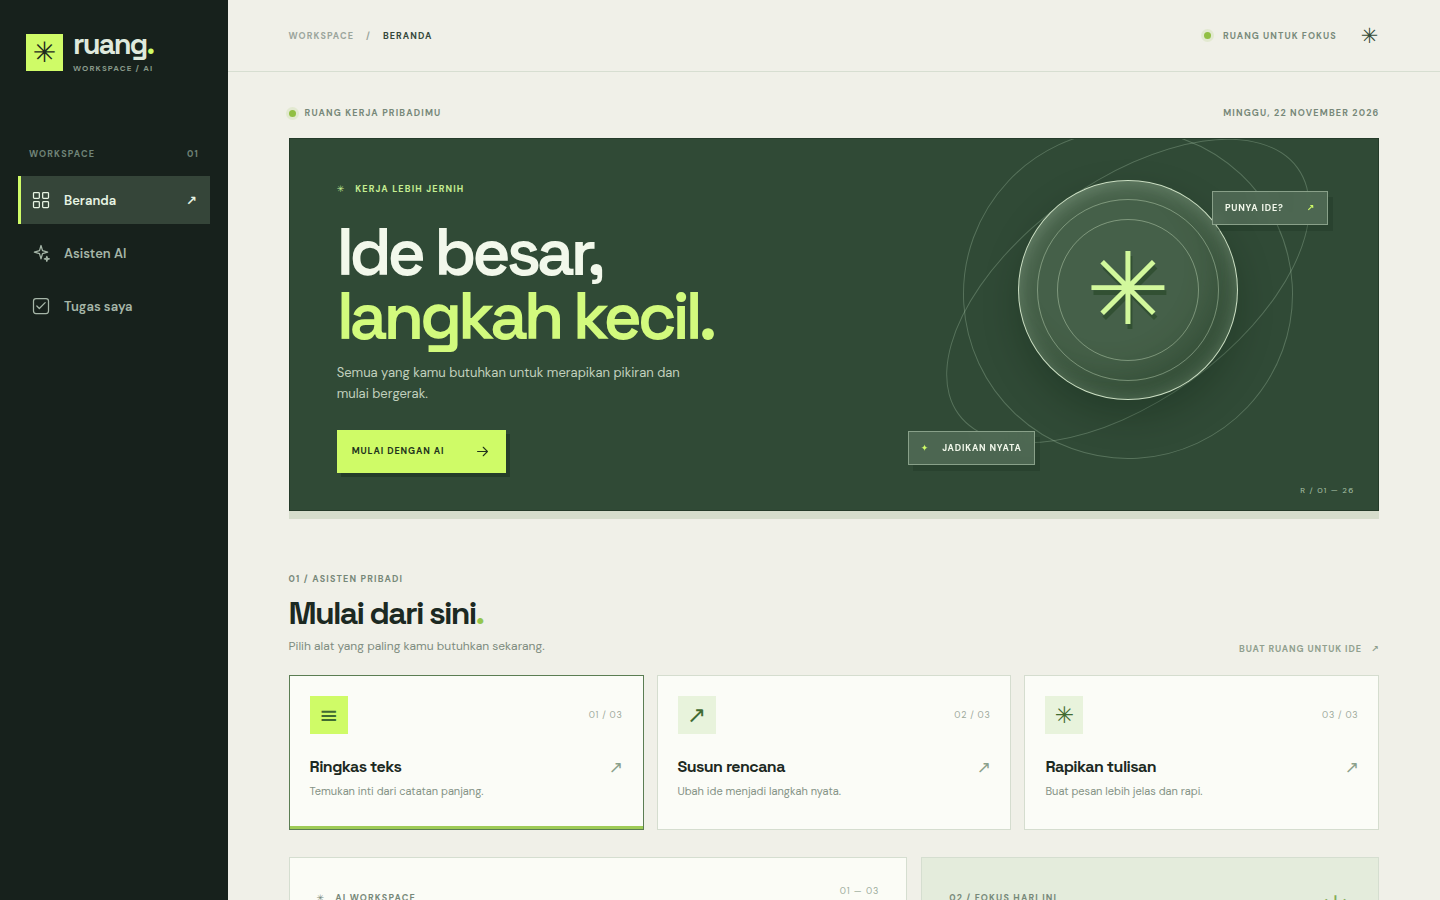 ruang.
WORKSPACE / AI
WORKSPACE 01
Beranda
Asisten AI
Tugas saya
WORKSPACE / BERANDA
RUANG UNTUK FOKUS
RUANG KERJA PRIBADIMU
MINGGU, 22 NOVEMBER 2026
KERJA LEBIH JERNIH
Ide besar,
langkah kecil.
Semua yang kamu butuhkan untuk merapikan pikiran dan
mulai bergerak.
MULAI DENGAN AI
PUNYA IDE?
JADIKAN NYATA
R / 01 — 26
01 / ASISTEN PRIBADI
Mulai dari sini.
Pilih alat yang paling kamu butuhkan sekarang.
BUAT RUANG UNTUK IDE
01 / 03
Ringkas teks
Temukan inti dari catatan panjang.
02 / 03
Susun rencana
Ubah ide menjadi langkah nyata.
03 / 03
Rapikan tulisan
Buat pesan lebih jelas dan rapi.
AI WORKSPACE
01 — 03
02 / FOKUS HARI INI